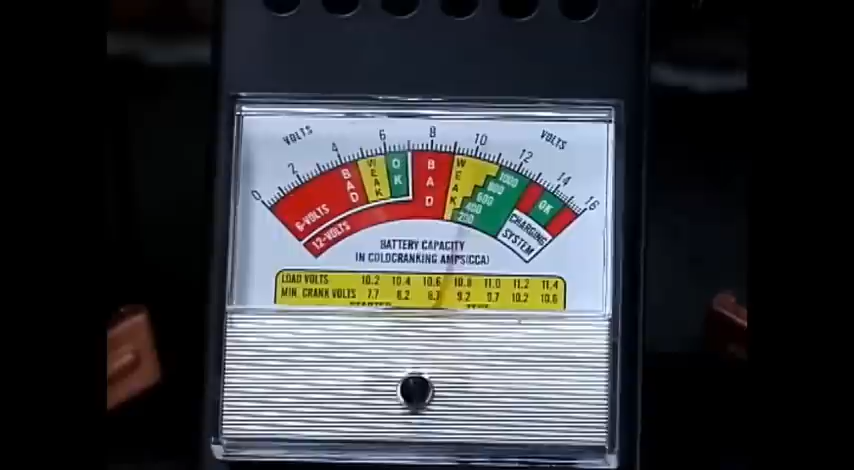 VOLTS VOLTS
0 2 4 6 8 10 12 14 16
BAD WEAK OK BAD WEAK 1000 800 600 400 200 OK
6-VOLTS
12-VOLTS
CHARGING
SYSTEM
BATTERY CAPACITY
IN COLDCRANKING AMPS(CCA)
LOAD VOLTS 10.2 10.4 10.6 10.8 11.0 11.2 11.4
MIN. CRANK VOLTS 7.7 8.2 8.7 9.2 9.7 10.2 10.6